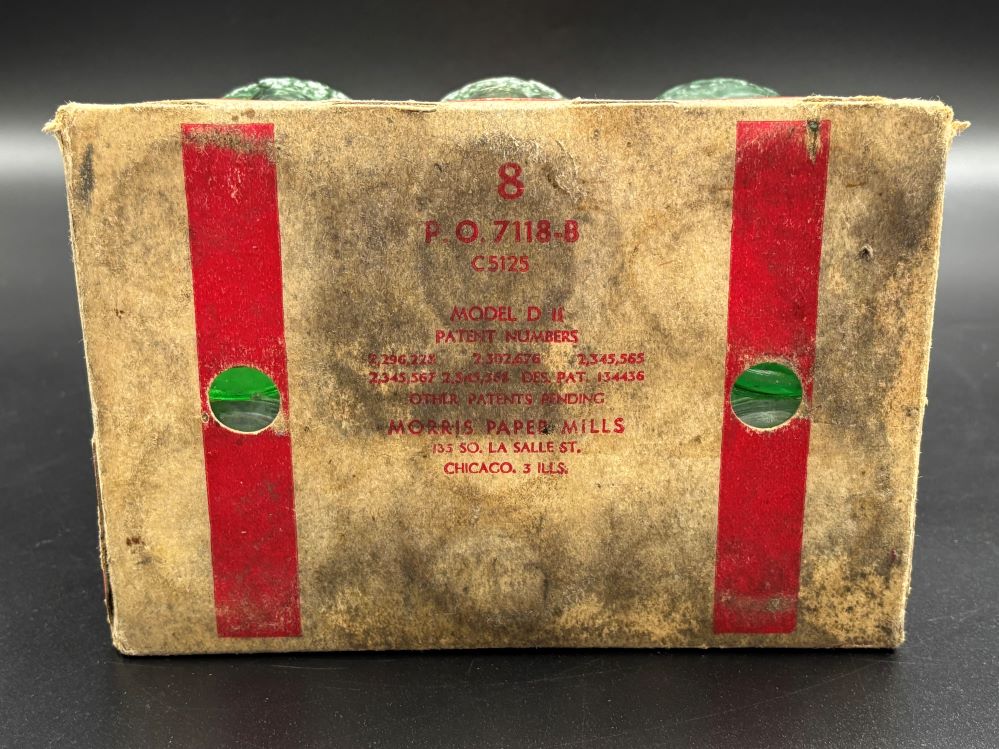 8
P. O. 7118-B
C 5125
MODEL D II
PATENT NUMBERS
2,296,228 2,302,676 2,345,565
2,345,567 DES. PAT. 134436
OTHER PATENTS PENDING
MORRIS PAPER MILLS
135 SO. LA SALLE ST.
CHICAGO. 3 ILLS.